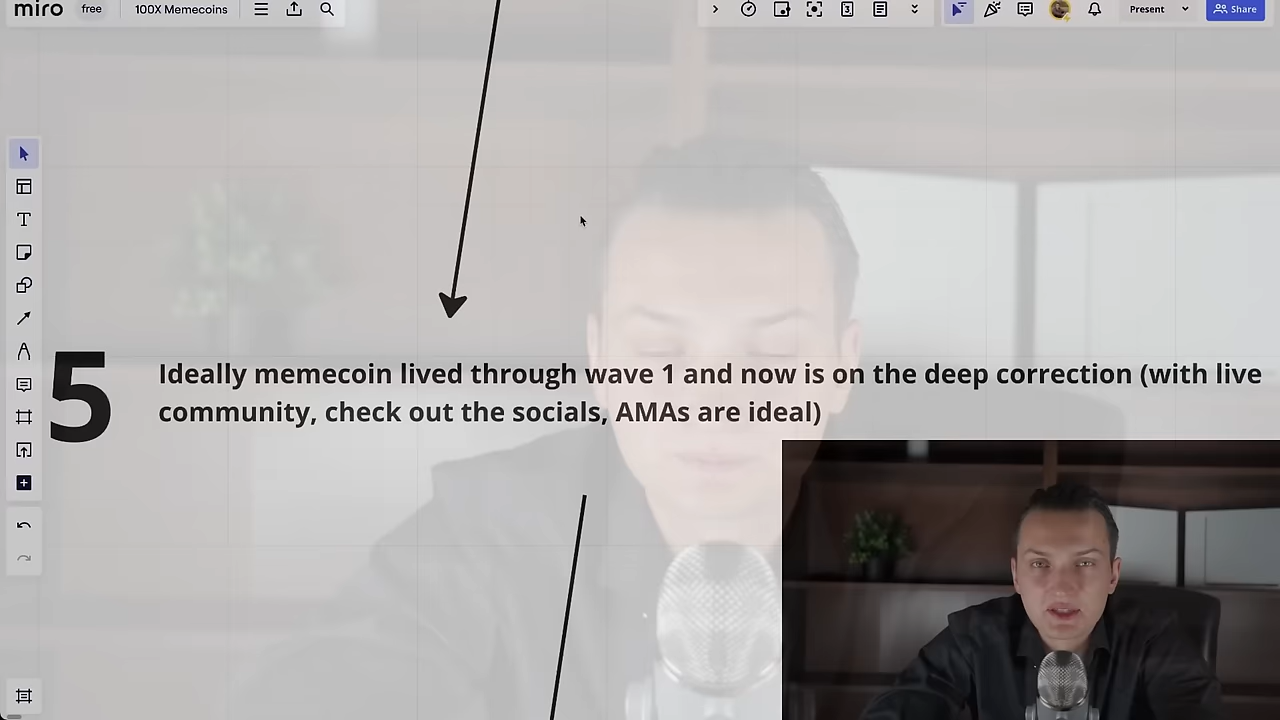 miro free 100X Memecoins 3 Present Share
5 Ideally memecoin lived through wave 1 and now is on the deep correction (with live
community, check out the socials, AMAs are ideal)